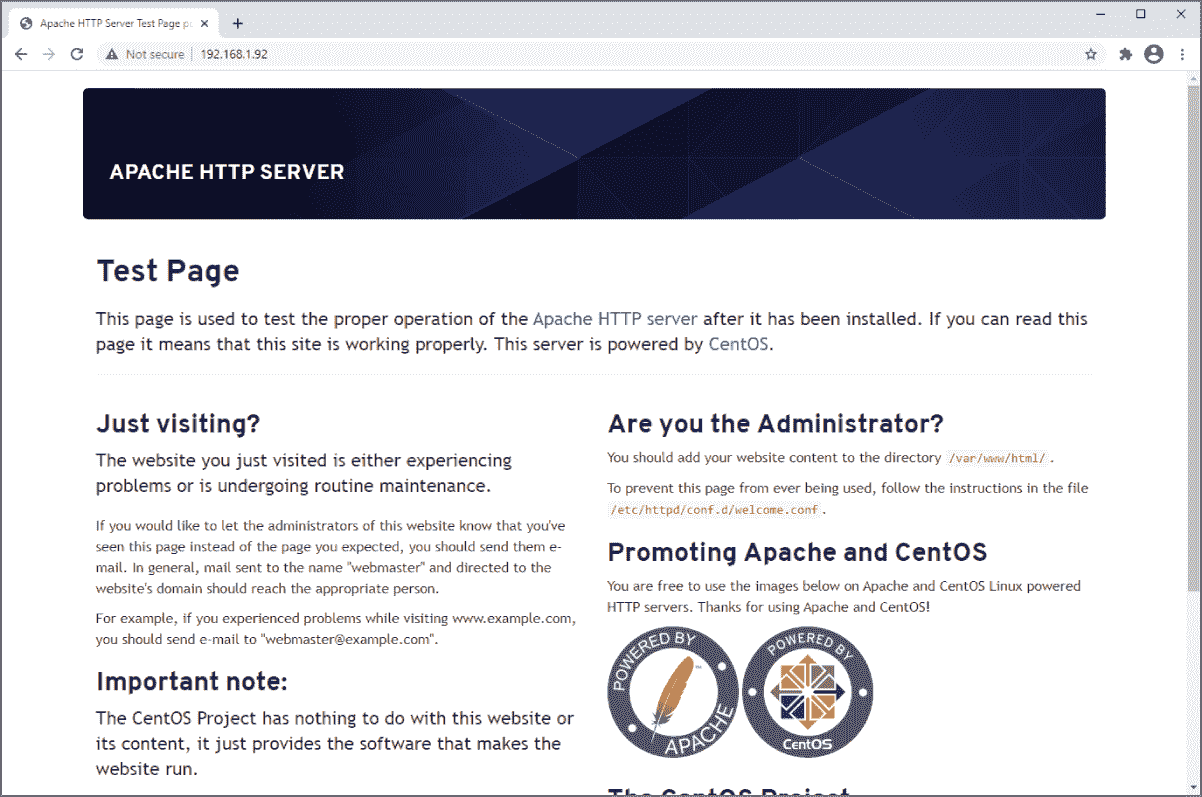 Apache HTTP Server Test Page p
Not secure | 192.168.1.92
APACHE HTTP SERVER
Test Page
This page is used to test the proper operation of the Apache HTTP server after it has been installed. If you can read this
page it means that this site is working properly. This server is powered by CentOS.
Just visiting?
The website you just visited is either experiencing
problems or is undergoing routine maintenance.
If you would like to let the administrators of this website know that you've
seen this page instead of the page you expected, you should send them e-
mail. In general, mail sent to the name "webmaster" and directed to the
website's domain should reach the appropriate person.
For example, if you experienced problems while visiting www.example.com,
you should send e-mail to "webmaster@example.com".
Important note:
The CentOS Project has nothing to do with this website or
its content, it just provides the software that makes the
website run.
Are you the Administrator?
You should add your website content to the directory /var/www/html/ .
To prevent this page from ever being used, follow the instructions in the file
/etc/httpd/conf.d/welcome.conf .
Promoting Apache and CentOS
You are free to use the images below on Apache and CentOS Linux powered
HTTP servers. Thanks for using Apache and CentOS!
POWERED BY
APACHE
POWERED BY
CentOS
The CentOS Project